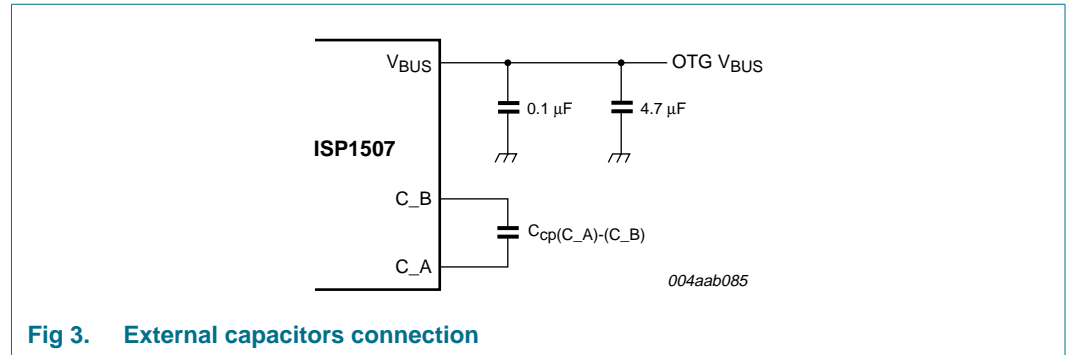 VBUS
OTG VBUS
0.1 μF
4.7 μF
ISP1507
C_B
Ccp(C_A)-(C_B)
C_A
004aab085
Fig 3. External capacitors connection